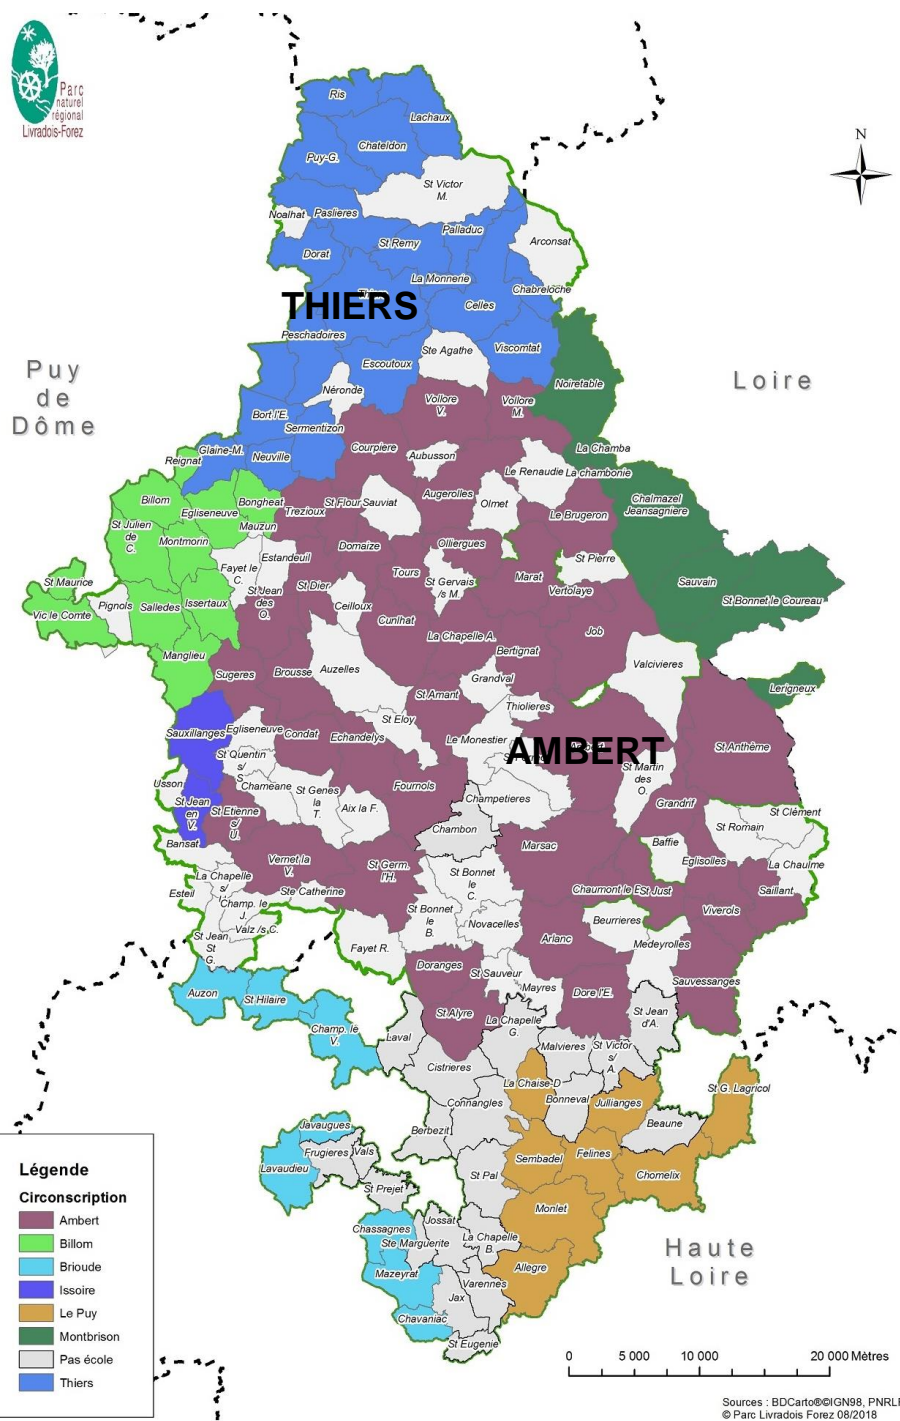 Parc
naturel
régional
Livradois-Forez
N
Ris
Lachaux
Chateldon
Puy-G.
St Victor
M.
Noalhat
Paslieres
Palladuc
Arconsat
St Remy
Dorat
La Monnerie
Chabreloche
THIERS
Celles
Peschadoires
Ste Agathe
Viscomtat
Escoutoux
Puy
de
Dôme
Loire
Noiretable
Néronde
Vollore
V.
Vollore
M.
Bort l'E.
Sermentizon
Courpiere
La Chamba
Glaine-M.
Neuville
Aubusson
Reignat
Le Renaudie
La chambonie
Billom
Bongheat
Trezioux
St Flour
Sauviat
Augerolles
Olmet
Chalmazel
Jeansagniere
Egliseneuve
Le Brugeron
St Julien
de
C.
Mauzun
Montmorin
Domaize
Olliergues
Estandeuil
St Pierre
Fayet le
C.
St Maurice
St Dier
Tours
St Gervais
/s M.
Marat
Sauvain
St Jean
des
O.
Vertolaye
St Bonnet le Coureau
Pignols
Salledes
Issertaux
Ceilloux
Vic le Comte
Cunlhat
La Chapelle A.
Job
Bertignat
Manglieu
Valcivieres
Sugeres
Brousse
Auzelles
Grandval
Lerigneux
St Amant
Thiolieres
St Eloy
Sauxillanges
Egliseneuve
Condat
Echandelys
Le Monestier
AMBERT
St Anthème
St Quentin
s/
S.
St Martin
des
O.
Usson
Chameane
St Genes
la
T.
Fournols
Champetieres
St Jean
en
V.
St Etienne
s/
U.
Aix la F.
Grandrif
St Clément
St Romain
Chambon
Bansat
Marsac
Baffie
Eglisolles
La Chaulme
Vernet la
V.
St Germ.
l'H.
St Bonnet
le
C.
La Chapelle
s/
Esteil
Ste Catherine
Chaumont le B
St Just
Saillant
Champ. le
J.
St Bonnet
le
B.
Viverols
Valz /s C.
Novacelles
Beurrieres
St Jean
St
G.
Fayet R.
Arlanc
Medeyrolles
Doranges
St Sauveur
Sauvessanges
Auzon
St Hilaire
Mayres
Dore l'E.
St Alyre
La Chapelle
G.
St Jean
d'A.
Champ. le
V.
Laval
Malvieres
St Victor
s/
A.
Cistrieres
La Chaise-D
St G. Lagricol
Connangles
Bonneval
Jullianges
Beaune
Javaugues
Berbezit
Frugieres
Vals
Sembadel
Felines
Lavaudieu
St Pal
Chomelix
St Prejet
Monlet
Chassagnes
Jossat
Ste Marguerite
La Chapelle
B.
Haute
Loire
Mazeyrat
Allegre
Varennes
Jax
Chavaniac
St Eugenie
Légende
Circonscription
Ambert
Billom
Brioude
Issoire
Le Puy
Montbrison
Pas école
Thiers
0 5 000 10 000 20 000 Mètres
Sources : BDCarto®©IGN98, PNRLF
© Parc Livradois Forez 08/2018